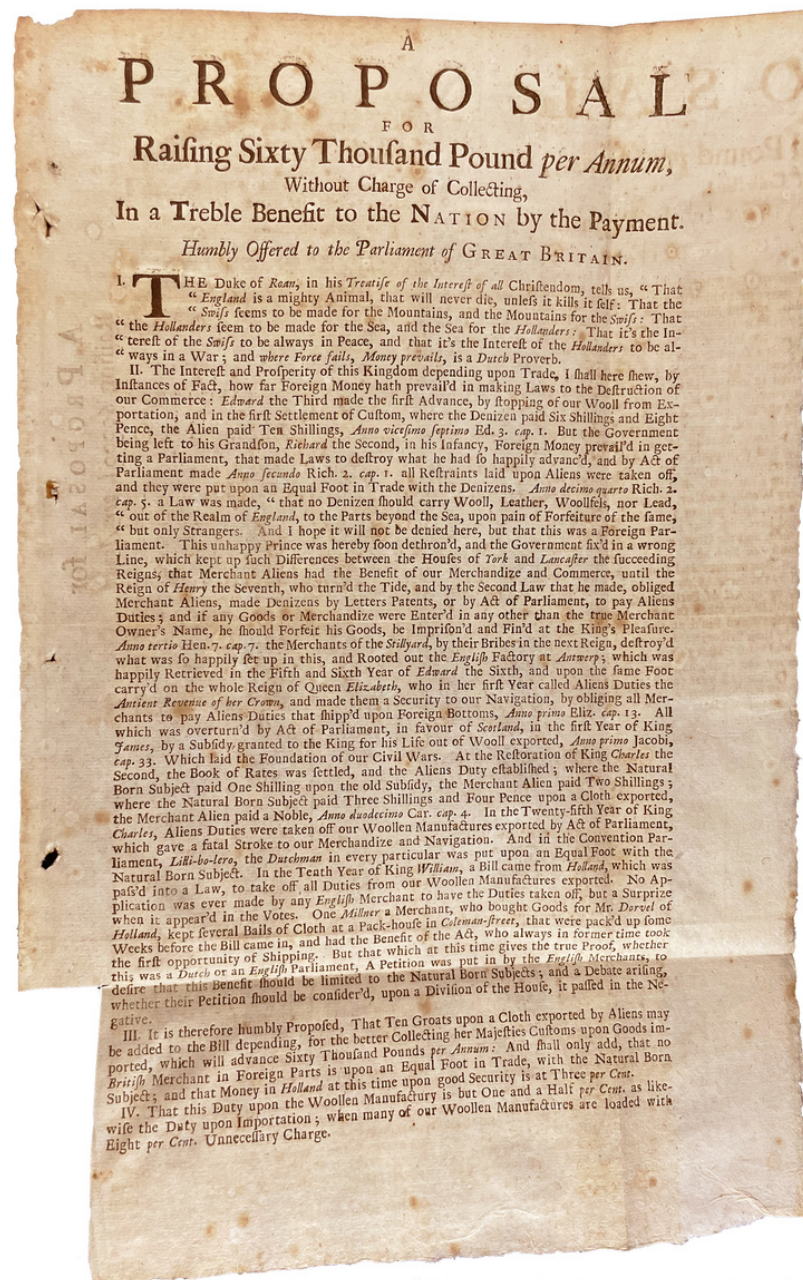 A
PROPOSAL
FOR
Raiſing Sixty Thouſand Pound per Annum,
Without Charge of Collecting,
In a Treble Benefit to the NATION by the Payment.
Humbly Offered to the Parliament of GREAT BRITAIN.
I. THE Duke of Roan, in his Treatiſe of the Intereſt of all Chriſtendom, tells us, “ That
“ England is a mighty Animal, that will never die, unleſs it kills it ſelf: That the
“ Swiſs ſeems to be made for the Mountains, and the Mountains for the Swiſs: That
“ the Hollanders ſeem to be made for the Sea, and the Sea for the Hollanders: That it's the In-
“ tereſt of the Swiſs to be always in Peace, and that it's the Intereſt of the Hollanders to be al-
“ ways in a War; and where Force fails, Money prevails, is a Dutch Proverb.
II. The Intereſt and Proſperity of this Kingdom depending upon Trade, I ſhall here ſhew, by
Inſtances of Fact, how far Foreign Money hath prevail'd in making Laws to the Deſtruction of
our Commerce: Edward the Third made the firſt Advance, by ſtopping of our Wooll from Ex-
portation, and in the firſt Settlement of Cuſtom, where the Denizen paid Six Shillings and Eight
Pence, the Alien paid Ten Shillings, Anno viceſimo ſeptimo Ed. 3. cap. 1. But the Government
being left to his Grandſon, Richard the Second, in his Infancy, Foreign Money prevail'd in get-
ting a Parliament, that made Laws to deſtroy what he had ſo happily advanc'd, and by Act of
Parliament made Anno ſecundo Rich. 2. cap. 1. all Reſtraints laid upon Aliens were taken off,
and they were put upon an Equal Foot in Trade with the Denizens. Anno decimo quarto Rich. 2.
cap. 5. a Law was made, “ that no Denizen ſhould carry Wooll, Leather, Woollfels, nor Lead,
“ out of the Realm of England, to the Parts beyond the Sea, upon pain of Forfeiture of the ſame,
“ but only Strangers. And I hope it will not be denied here, but that this was a Foreign Par-
liament. This unhappy Prince was hereby ſoon dethron'd, and the Government fix'd in a wrong
Line, which kept up ſuch Differences between the Houſes of York and Lancaſter the ſucceeding
Reigns, that Merchant Aliens had the Benefit of our Merchandize and Commerce, until the
Reign of Henry the Seventh, who turn'd the Tide, and by the Second Law that he made, obliged
Merchant Aliens, made Denizens by Letters Patents, or by Act of Parliament, to pay Aliens
Duties; and if any Goods or Merchandize were Enter'd in any other than the true Merchant
Owner's Name, he ſhould Forfeit his Goods, be Impriſon'd and Fin'd at the King's Pleaſure.
Anno tertio Hen. 7. cap. 7. the Merchants of the Stillyard, by their Bribes in the next Reign, deſtroy'd
what was ſo happily ſet up in this, and Rooted out the Engliſh Factory at Antwerp; which was
happily Retrieved in the Fifth and Sixth Year of Edward the Sixth, and upon the ſame Foot
carry'd on the whole Reign of Queen Elizabeth, who in her firſt Year called Aliens Duties the
Antient Revenue of her Crown, and made them a Security to our Navigation, by obliging all Mer-
chants to pay Aliens Duties that ſhipp'd upon Foreign Bottoms, Anno primo Eliz. cap. 13. All
which was overturn'd by Act of Parliament, in favour of Scotland, in the firſt Year of King
James, by a Subſidy granted to the King for his Life out of Wooll exported, Anno primo Jacobi,
cap. 33. Which laid the Foundation of our Civil Wars. At the Reſtoration of King Charles the
Second, the Book of Rates was ſettled, and the Aliens Duty eſtabliſhed; where the Natural
Born Subject paid One Shilling upon the old Subſidy, the Merchant Alien paid Two Shillings;
where the Natural Born Subject paid Three Shillings and Four Pence upon a Cloth exported,
the Merchant Alien paid a Noble, Anno duodecimo Car. cap. 4. In the Twenty-fifth Year of King
Charles, Aliens Duties were taken off our Woollen Manufactures exported by Act of Parliament,
which gave a fatal Stroke to our Merchandize and Navigation. And in the Convention Par-
liament, Lilli-bo-lero, the Dutchman in every particular was put upon an Equal Foot with the
Natural Born Subject. In the Tenth Year of King William, a Bill came from Holland, which was
paſs'd into a Law, to take off all Duties from our Woollen Manufactures exported. No Ap-
plication was ever made by any Engliſh Merchant to have the Duties taken off, but a Surprize
when it appear'd in the Votes. One Millner a Merchant, who bought Goods for Mr. Dorvel of
Holland, kept ſeveral Bails of Cloth at a Pack-houſe in Coleman-ſtreet, that were pack'd up ſome
Weeks before the Bill came in, and had the Benefit of the Act, who always in former time took
the firſt opportunity of Shipping. But that which at this time gives the true Proof, whether
this was a Dutch or an Engliſh Parliament, A Petition was put in by the Engliſh Merchants, to
deſire that this Benefit ſhould be limited to the Natural Born Subjects; and a Debate ariſing,
whether their Petition ſhould be conſider'd, upon a Diviſion of the Houſe, it paſſed in the Ne-
gative.
III. It is therefore humbly Propoſed, That Ten Groats upon a Cloth exported by Aliens may
be added to the Bill depending, for the better Collecting her Majeſties Cuſtoms upon Goods im-
ported, which will advance Sixty Thouſand Pounds per Annum: And ſhall only add, that no
Britiſh Merchant in Foreign Parts is upon an Equal Foot in Trade, with the Natural Born
Subject; and that Money in Holland at this time upon good Security is at Three per Cent.
IV. That this Duty upon the Woollen Manufactury is but One and a Half per Cent. as like-
wiſe the Duty upon Importation; when many of our Woollen Manufactures are loaded with
Eight per Cent. Unneceſſary Charge.